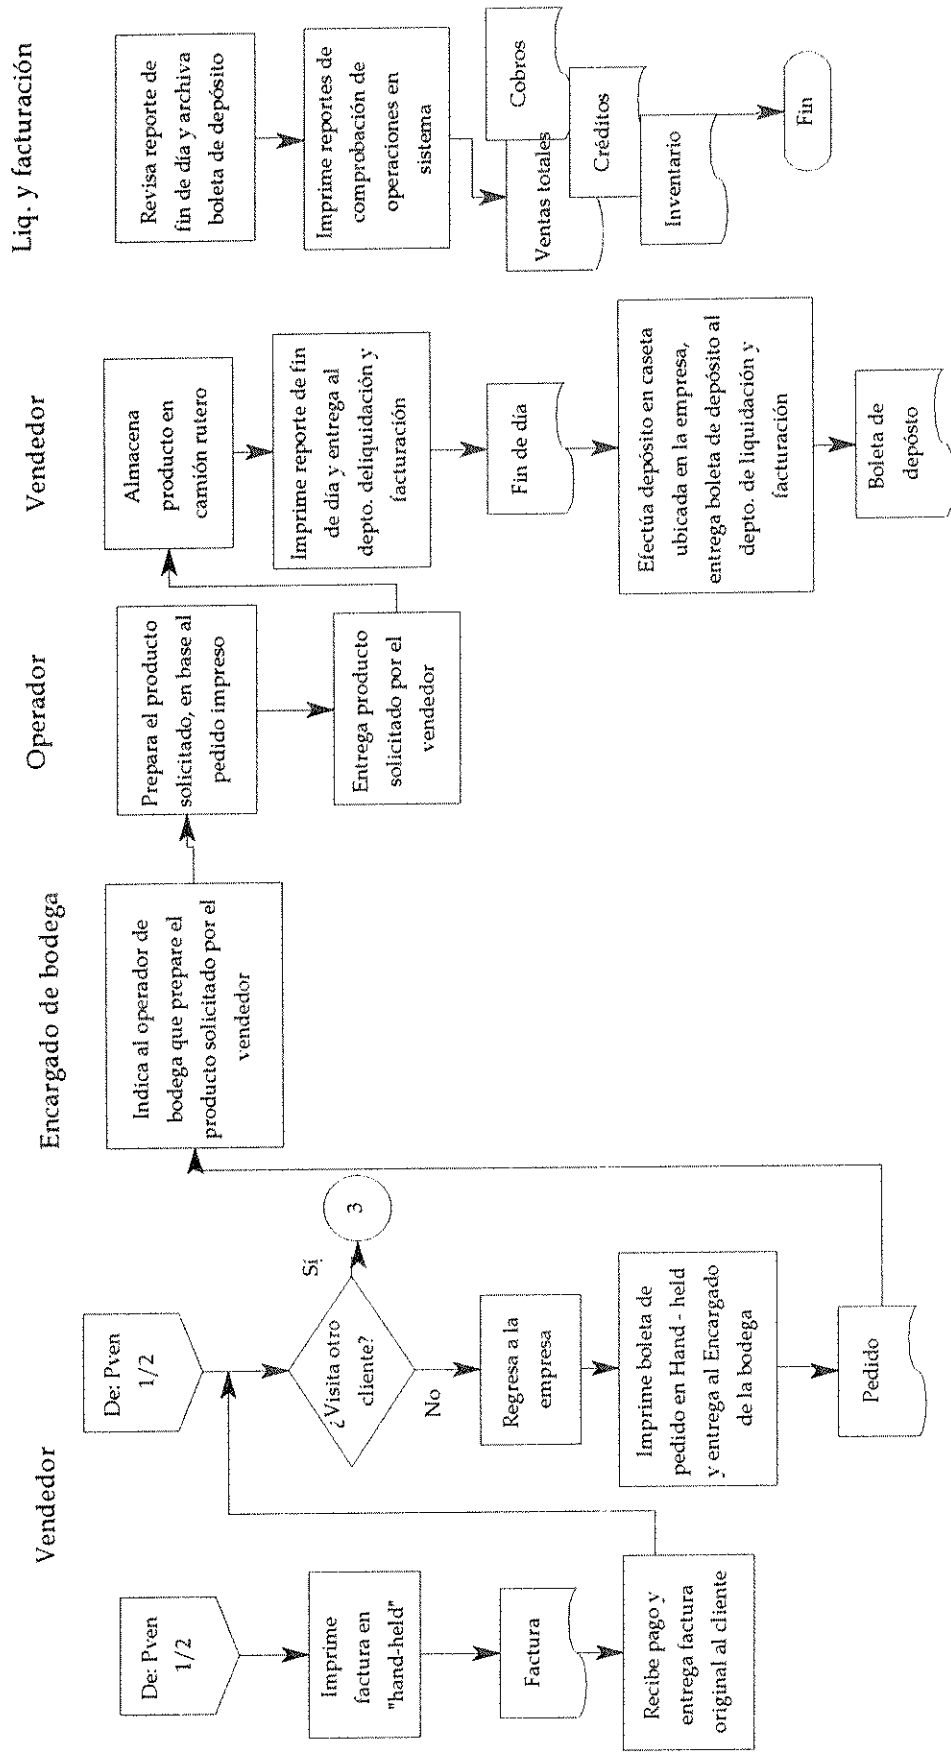 Vendedor
De: Pven
1/2
Imprime
factura en
"hand-held"
Factura
Recibe pago y
entrega factura
original al cliente
De: Pven
1/2
¿Visita otro
cliente?
Sí
3
No
Regresa a la
empresa
Imprime boleta de
pedido en Hand - held
y entrega al Encargado
de la bodega
Pedido
Encargado de bodega
Indica al operador de
bodega que prepare el
producto solicitado por el
vendedor
Operador
Prepara el producto
solicitado, en base al
pedido impreso
Entrega producto
solicitado por el
vendedor
Vendedor
Almacena
producto en
camión rutero
Imprime reporte de fin
de día y entrega al
depto. deliquidación y
facturación
Fin de día
Efectúa depósito en caseta
ubicada en la empresa,
entrega boleta de depósito al
depto. de liquidación y
facturación
Boleta de
depósto
Liq. y facturación
Revisa reporte de
fin de día y archiva
boleta de depósito
Imprime reportes de
comprobación de
operaciones en
sistema
Cobros
Ventas totales
Créditos
Inventario
Fin